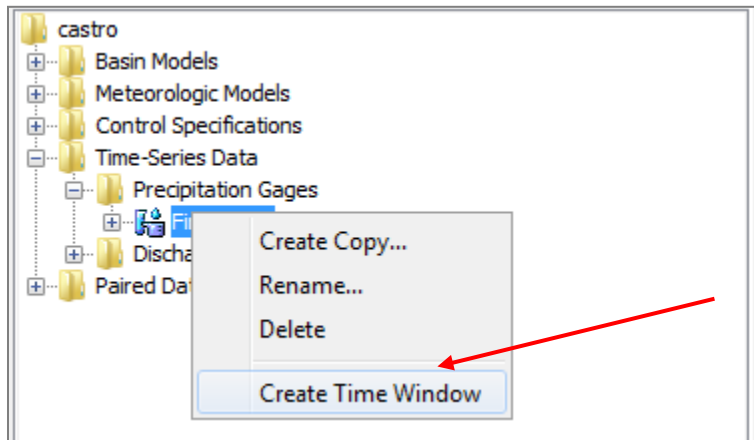 castro
Basin Models
Meteorologic Models
Control Specifications
Time-Series Data
Precipitation Gages
Create Copy...
Rename...
Delete
Create Time Window